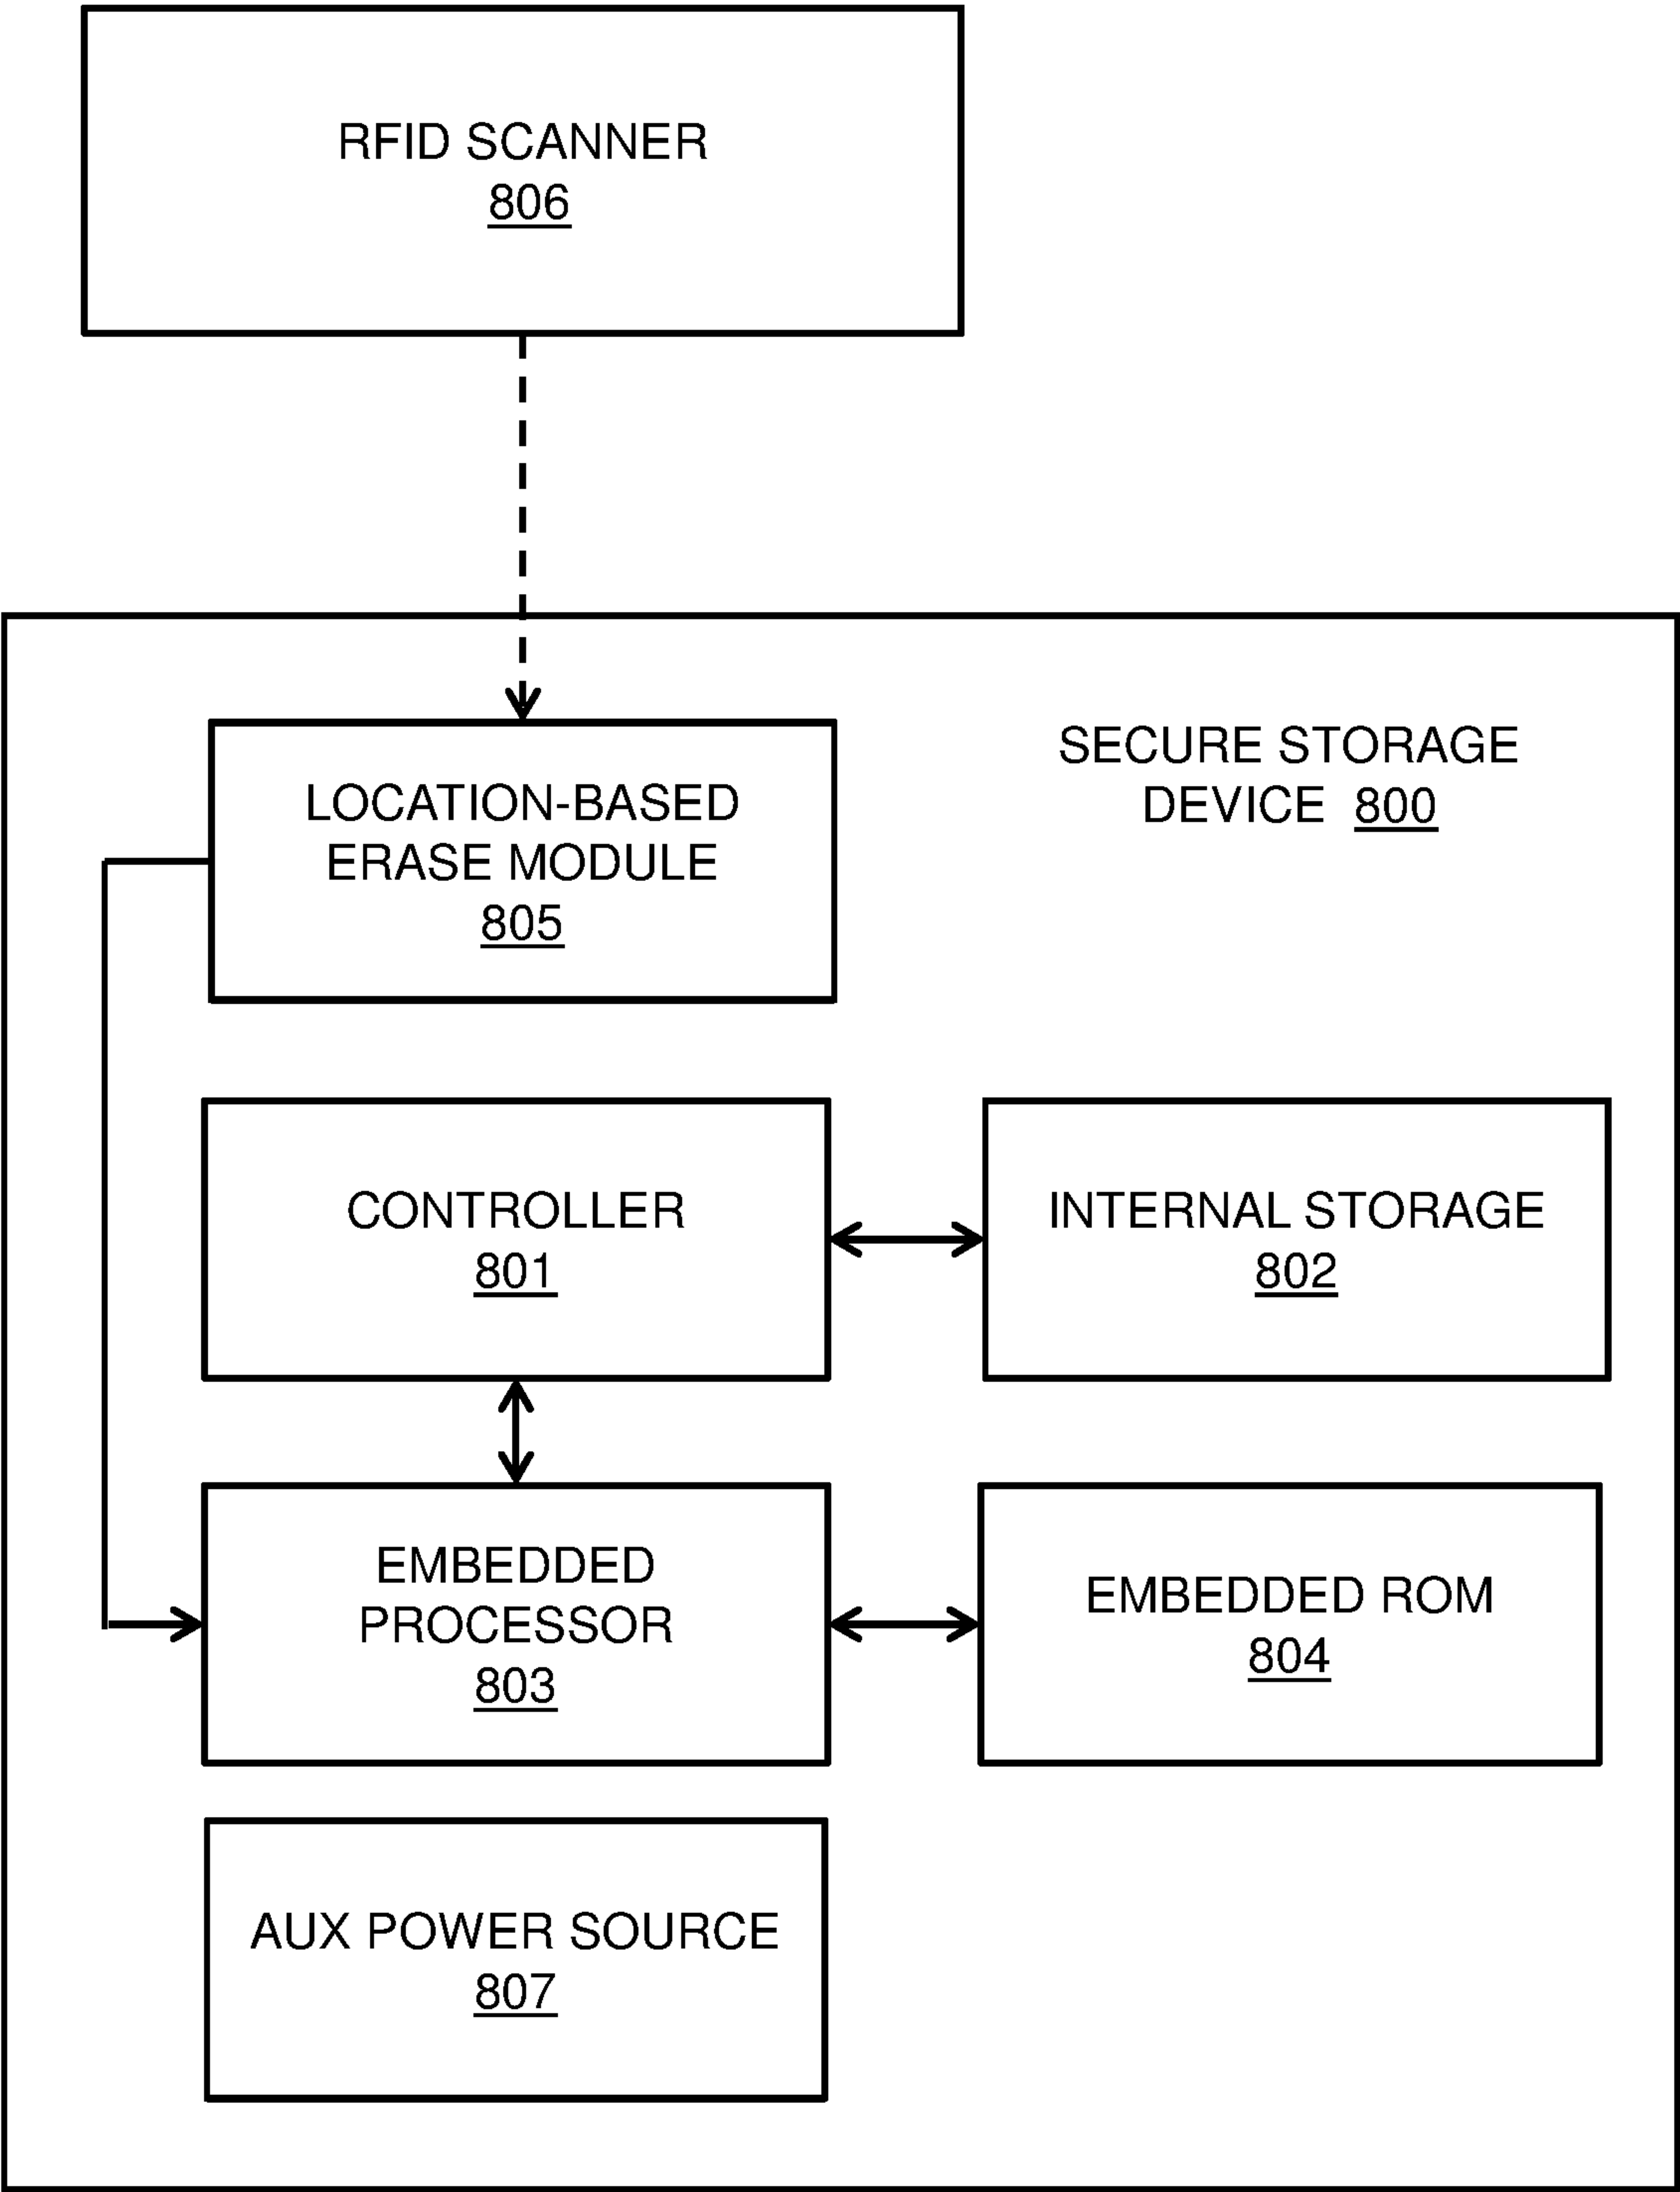 RFID SCANNER
806
SECURE STORAGE
DEVICE 800
LOCATION-BASED
ERASE MODULE
805
CONTROLLER
801
INTERNAL STORAGE
802
EMBEDDED
PROCESSOR
803
EMBEDDED ROM
804
AUX POWER SOURCE
807